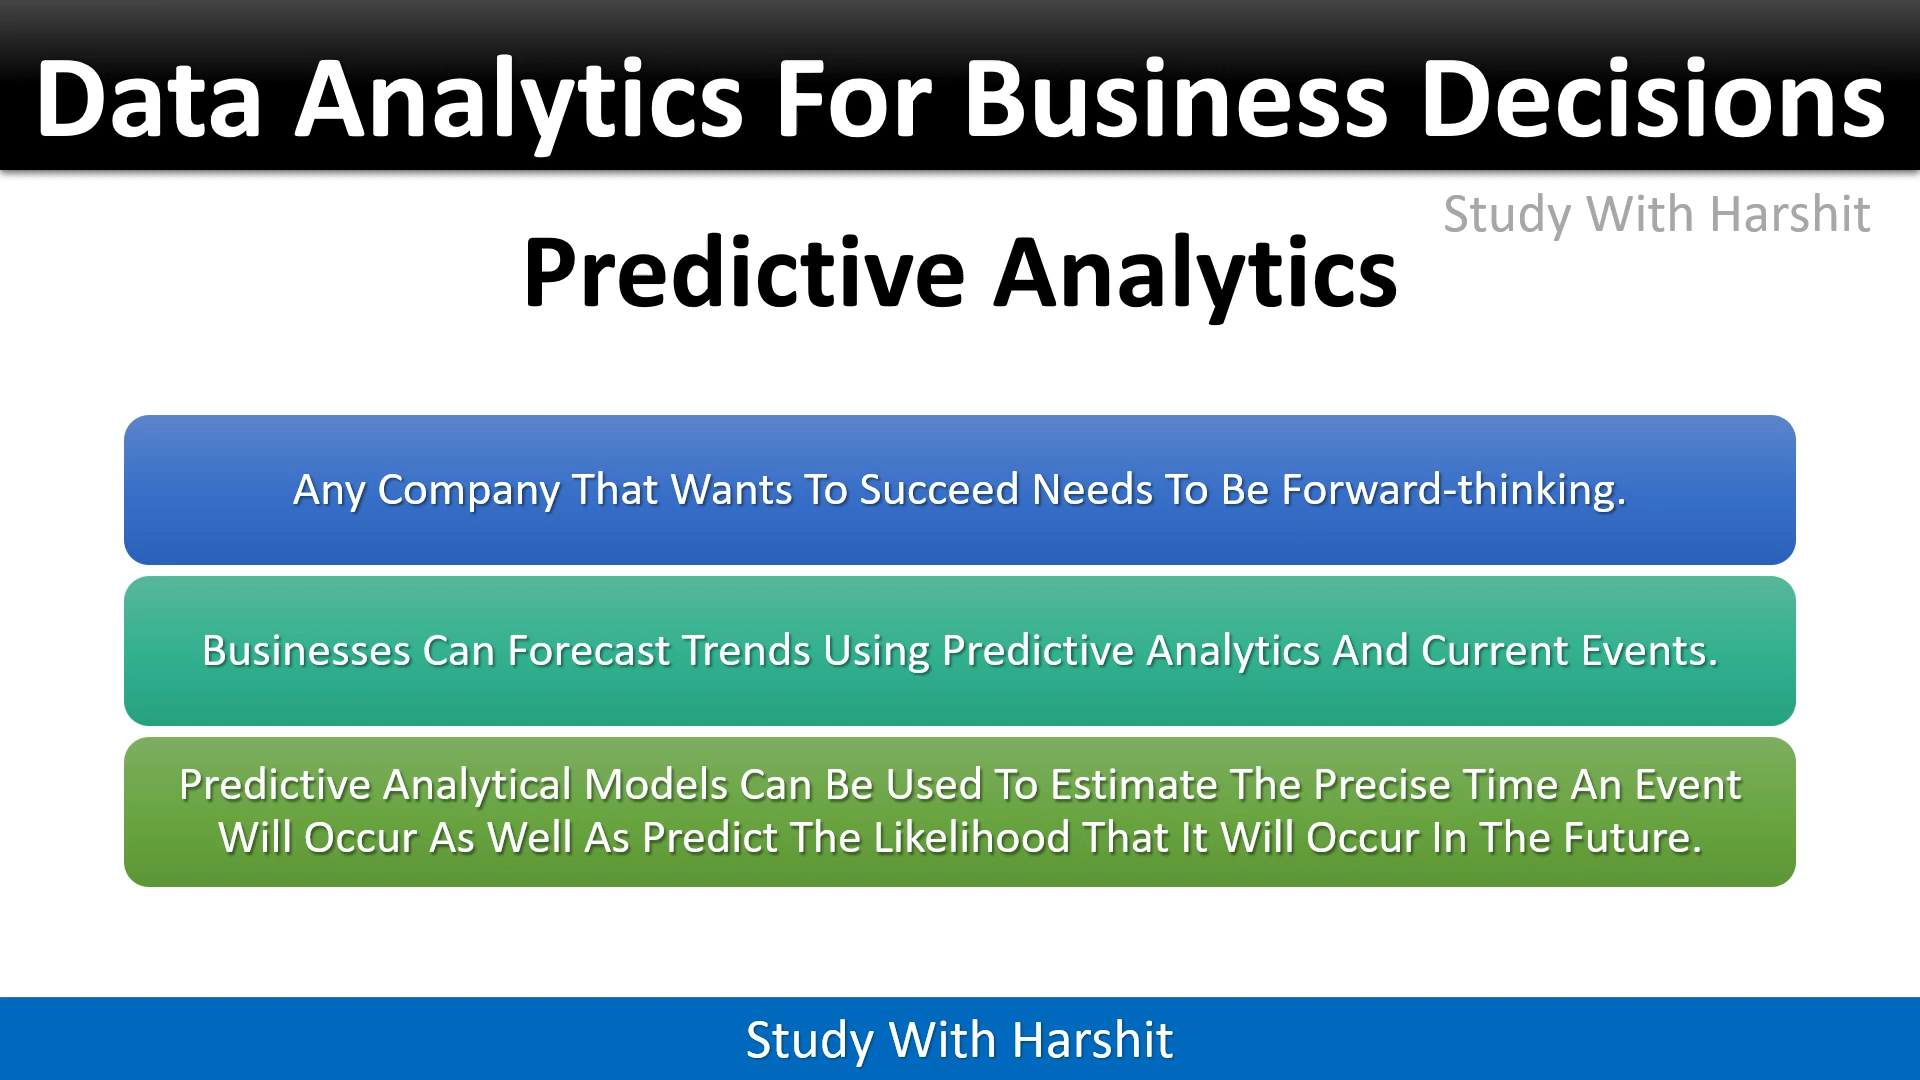 Data Analytics For Business Decisions
Study With Harshit
Predictive Analytics
Any Company That Wants To Succeed Needs To Be Forward-thinking.
Businesses Can Forecast Trends Using Predictive Analytics And Current Events.
Predictive Analytical Models Can Be Used To Estimate The Precise Time An Event
Will Occur As Well As Predict The Likelihood That It Will Occur In The Future.
Study With Harshit